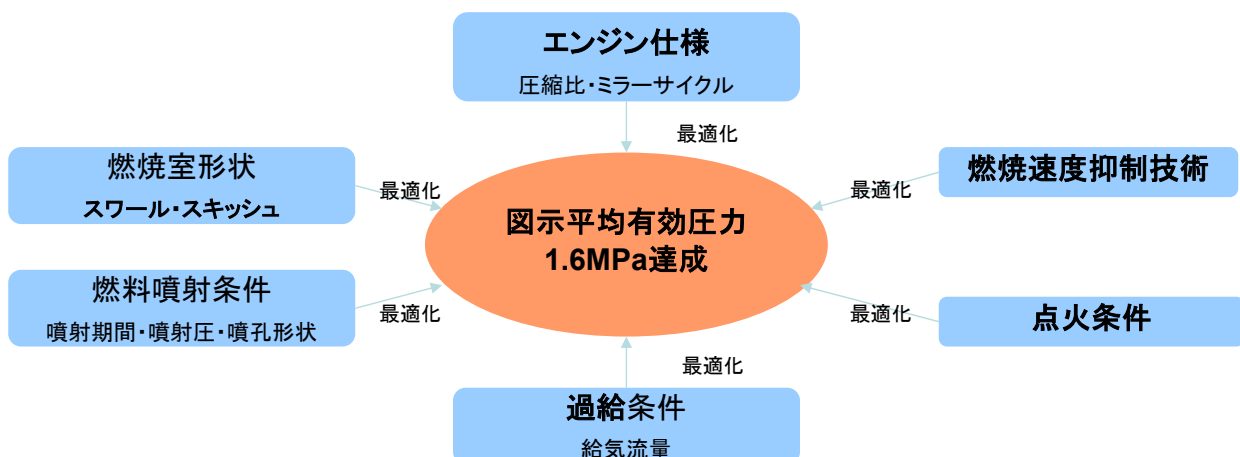 エンジン仕様
圧縮比・ミラーサイクル
最適化
燃焼室形状
スワール・スキッシュ
最適化
燃焼速度抑制技術
最適化
図示平均有効圧力
1.6MPa達成
燃料噴射条件
噴射期間・噴射圧・噴孔形状
最適化
点火条件
最適化
最適化
過給条件
給気流量